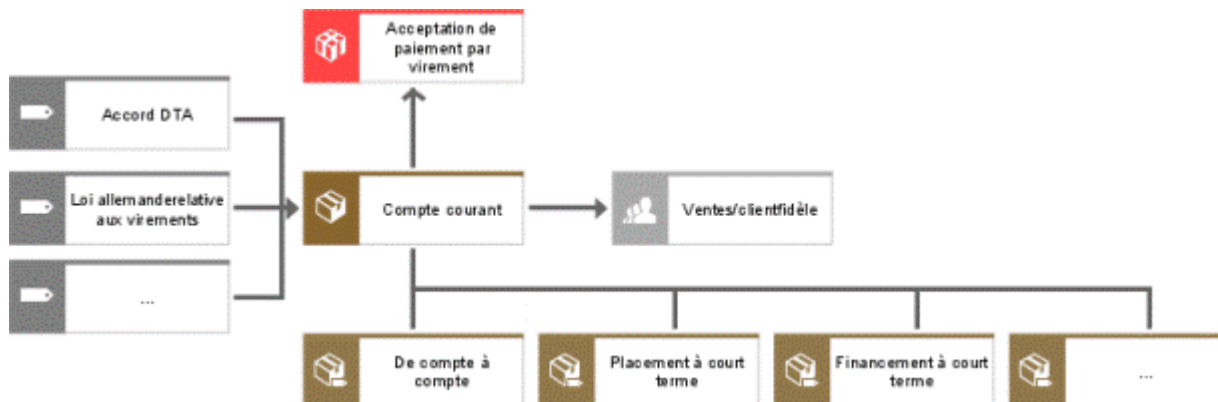 Acceptation de
paiement par
virement
Accord DTA
Loi allemanderelative
aux virements
Compte courant
Ventes/clientfidèle
...
De compte à
compte
Placement à court
terme
Financement à court
terme
...